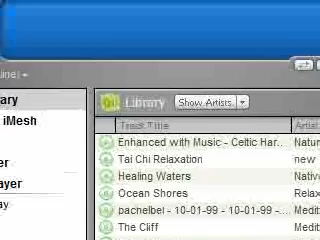 ary
iMesh
er
ayer
ay
Library
Show Artists
Track Title Artis
Enhanced with Music - Celtic Har... Natur
Tai Chi Relaxation new
Healing Waters Nativ
Ocean Shores Relax
pachelbel - 10-01-99 - 10-01-99 -... Medit
The Cliff Medit